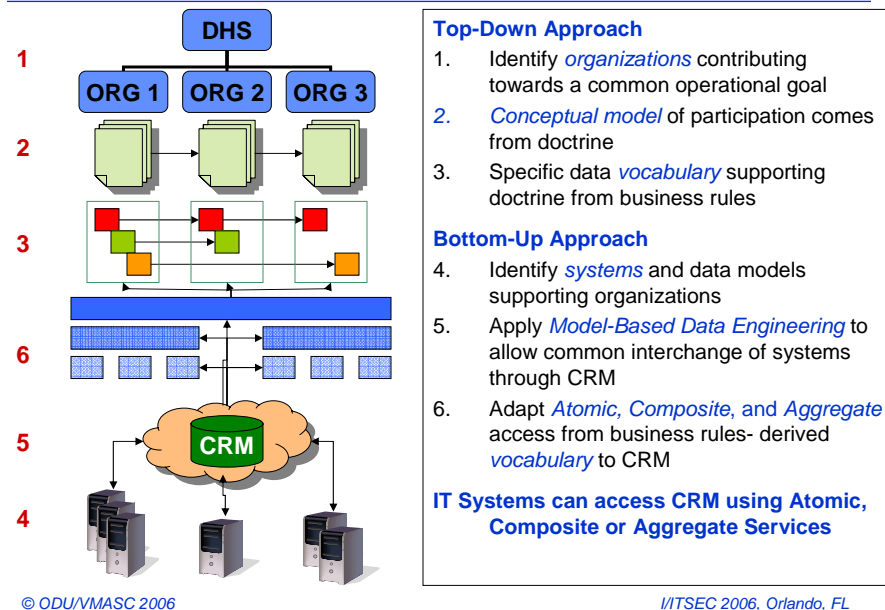 DHS
1
ORG 1 ORG 2 ORG 3
2
3
6
5
CRM
4
Top-Down Approach
1. Identify organizations contributing
towards a common operational goal
2. Conceptual model of participation comes
from doctrine
3. Specific data vocabulary supporting
doctrine from business rules
Bottom-Up Approach
4. Identify systems and data models
supporting organizations
5. Apply Model-Based Data Engineering to
allow common interchange of systems
through CRM
6. Adapt Atomic, Composite, and Aggregate
access from business rules- derived
vocabulary to CRM
IT Systems can access CRM using Atomic,
Composite or Aggregate Services
© ODU/VMASC 2006
I/ITSEC 2006, Orlando, FL